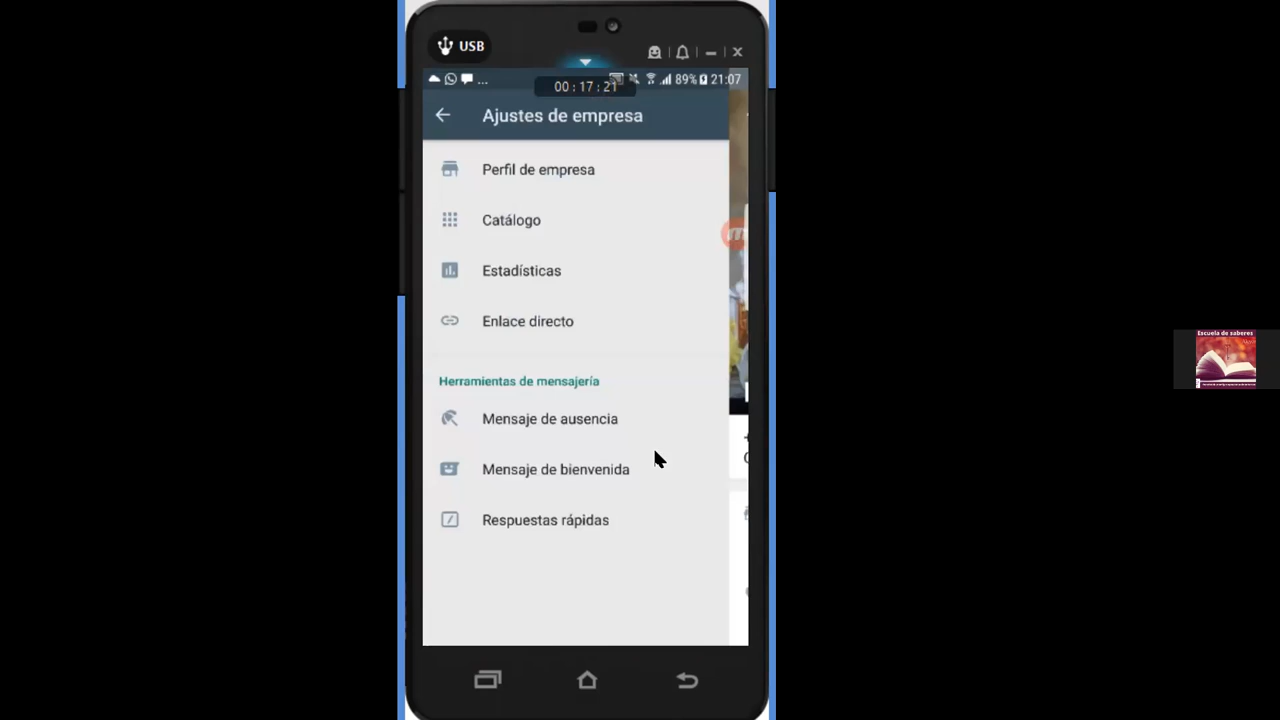 USB
... 89% 21:07
00:17:21
Ajustes de empresa
Perfil de empresa
Catálogo
Estadísticas
Enlace directo
Herramientas de mensajería
Mensaje de ausencia
Mensaje de bienvenida
Respuestas rápidas
Escuela de saberes